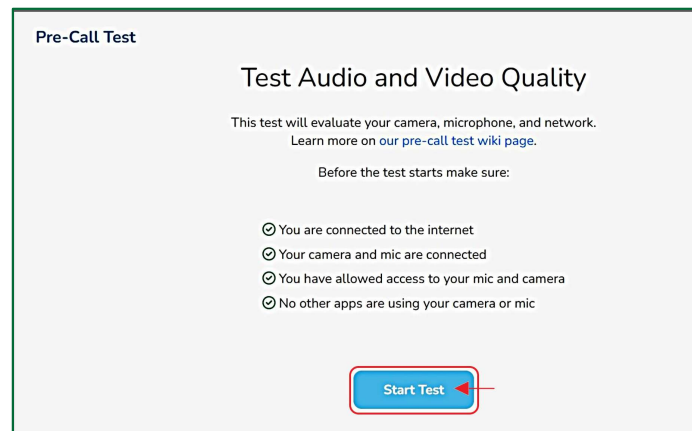 Pre-Call Test
Test Audio and Video Quality
This test will evaluate your camera, microphone, and network.
Learn more on our pre-call test wiki page.
Before the test starts make sure:
You are connected to the internet
Your camera and mic are connected
You have allowed access to your mic and camera
No other apps are using your camera or mic
Start Test